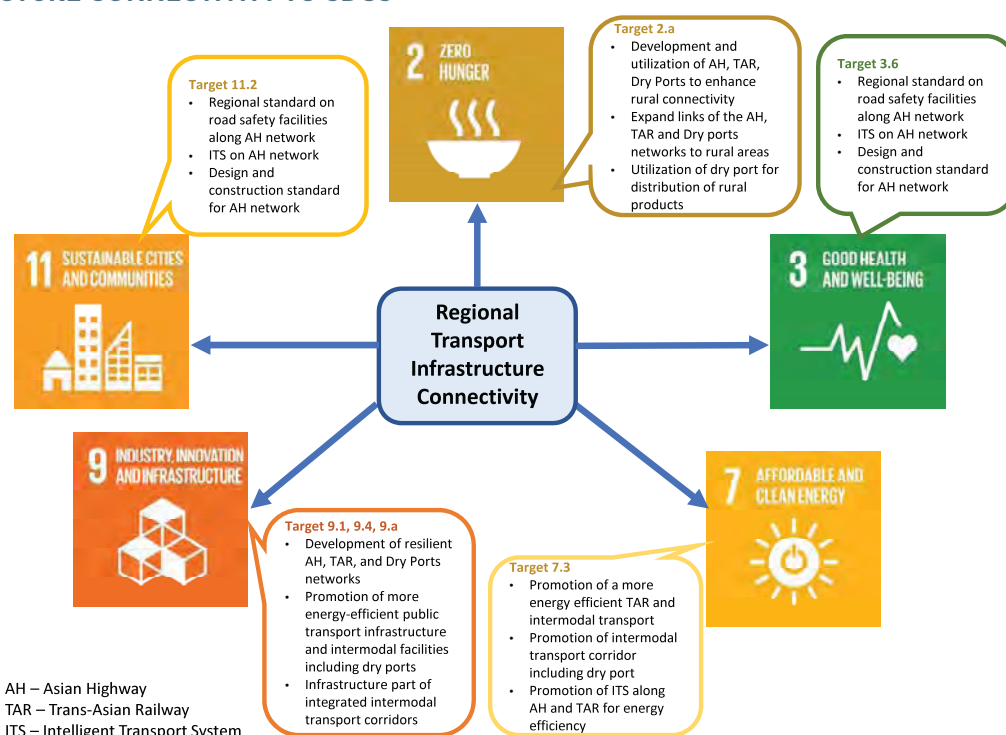 2 ZERO
HUNGER
Target 2.a
• Development and
utilization of AH, TAR,
Dry Ports to enhance
rural connectivity
• Expand links of the AH,
TAR and Dry ports
networks to rural areas
• Utilization of dry port for
distribution of rural
products
Target 3.6
• Regional standard on
road safety facilities
along AH network
• ITS on AH network
• Design and
construction standard
for AH network
Target 11.2
• Regional standard on
road safety facilities
along AH network
• ITS on AH network
• Design and
construction standard
for AH network
11 SUSTAINABLE CITIES
AND COMMUNITIES
3 GOOD HEALTH
AND WELL-BEING
Regional
Transport
Infrastructure
Connectivity
9 INDUSTRY, INNOVATION
AND INFRASTRUCTURE
7 AFFORDABLE AND
CLEAN ENERGY
Target 9.1, 9.4, 9.a
• Development of resilient
AH, TAR, and Dry Ports
networks
• Promotion of more
energy-efficient public
transport infrastructure
and intermodal facilities
including dry ports
• Infrastructure part of
integrated intermodal
transport corridors
Target 7.3
• Promotion of a more
energy efficient TAR and
intermodal transport
• Promotion of intermodal
transport corridor
including dry port
• Promotion of ITS along
AH and TAR for energy
efficiency
AH – Asian Highway
TAR – Trans-Asian Railway
ITS – Intelligent Transport System